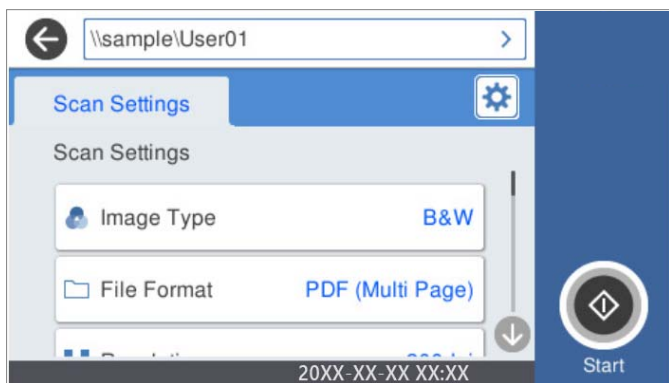 \\sample\User01
Scan Settings
Scan Settings
Image Type B&W
File Format PDF (Multi Page)
20XX-XX-XX XX:XX
Start